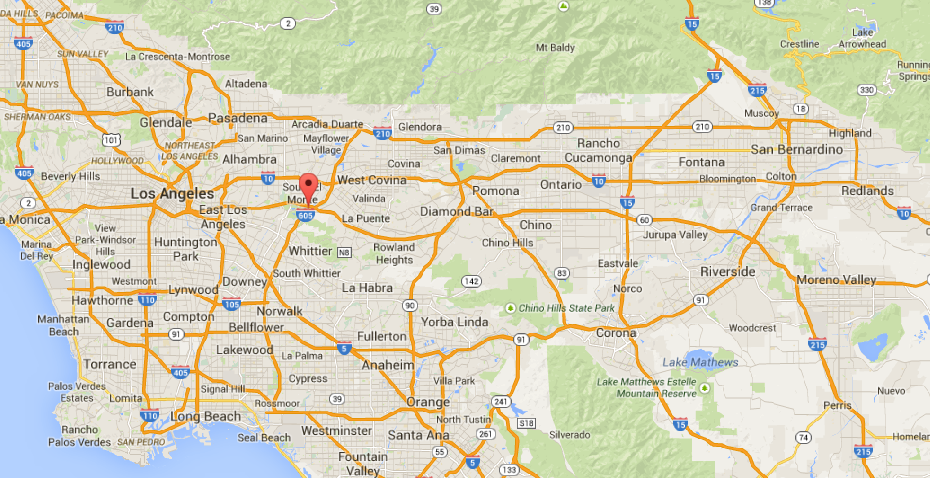 DA HILLS
PACOIMA
210
2
39
15
138
Lake
Arrowhead
Crestline
405
SUN VALLEY
La Crescenta-Montrose
Mt Baldy
Running
Springs
VAN NUYS
Burbank
Altadena
15
215
330
18
SHERMAN OAKS
Glendale
Pasadena
Arcadia
Duarte
210
Glendora
210
210
Muscoy
Highland
101
San Marino
Mayflower
Village
San Dimas
Rancho
Cucamonga
San Bernardino
HOLLYWOOD
NORTHEAST
LOS ANGELES
Alhambra
Covina
Claremont
Fontana
405
Beverly Hills
10
West Covina
Ontario
10
Bloomington
Colton
Redlands
Los Angeles
South El
Monte
Valinda
Pomona
2
15
Grand Terrace
10
a Monica
East Los
Angeles
605
La Puente
Diamond Bar
Chino
60
Jurupa Valley
Marina
Del Rey
View
Park-Windsor
Hills
Huntington
Park
Whittier
N8
Rowland
Heights
Chino Hills
Inglewood
South Whittier
142
83
Eastvale
Riverside
Moreno Valley
Westmont
Lynwood
Downey
La Habra
Norco
Hawthorne
110
105
Norwalk
90
Chino Hills State Park
91
Manhattan
Beach
Gardena
Compton
Bellflower
Yorba Linda
Woodcrest
91
Fullerton
91
Corona
Lakewood
La Palma
5
215
Torrance
405
Anaheim
Lake Mathews
Cypress
Villa Park
Lake Matthews Estelle
Mountain Reserve
Palos Verdes
Estates
Lomita
Signal Hill
Rossmoor
39
Orange
241
Nuevo
110
Long Beach
Perris
Rancho
Palos Verdes
SAN PEDRO
Seal Beach
Westminster
North Tustin
S18
15
Santa Ana
261
Silverado
74
Homeland
Fountain
Valley
55
5
133
215